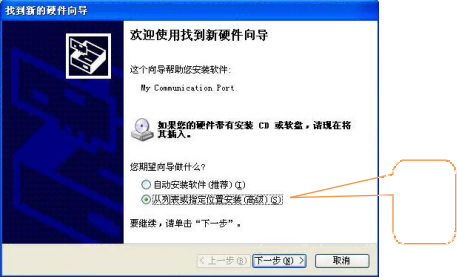 找到新的硬件向导
欢迎使用找到新硬件向导
这个向导帮助您安装软件:
My Communication Port
如果您的硬件带有安装 CD 或软盘，请现在将
其插入。
您期望向导做什么?
自动安装软件(推荐)(I)
从列表或指定位置安装(高级)(S)
要继续，请单击“下一步”。
<上一步(B) 下一步(N)> 取消